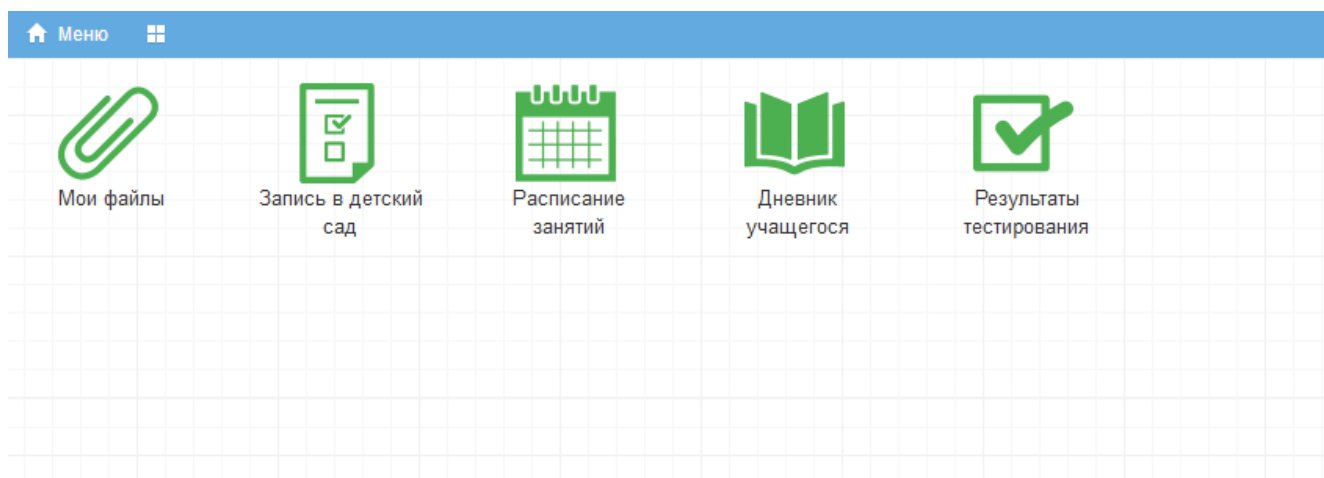 Меню
Мои файлы
Запись в детский
сад
Расписание
занятий
Дневник
учащегося
Результаты
тестирования